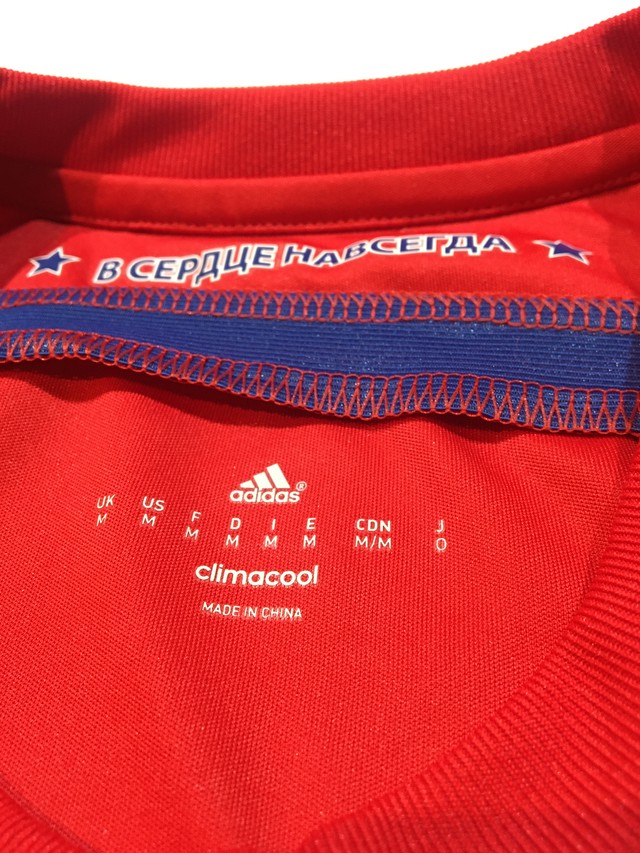 В СЕРДЦЕ НАВСЕГДА
adidas®
UK US F D I E CDN J
M M M M M M M/M O
climacool
MADE IN CHINA